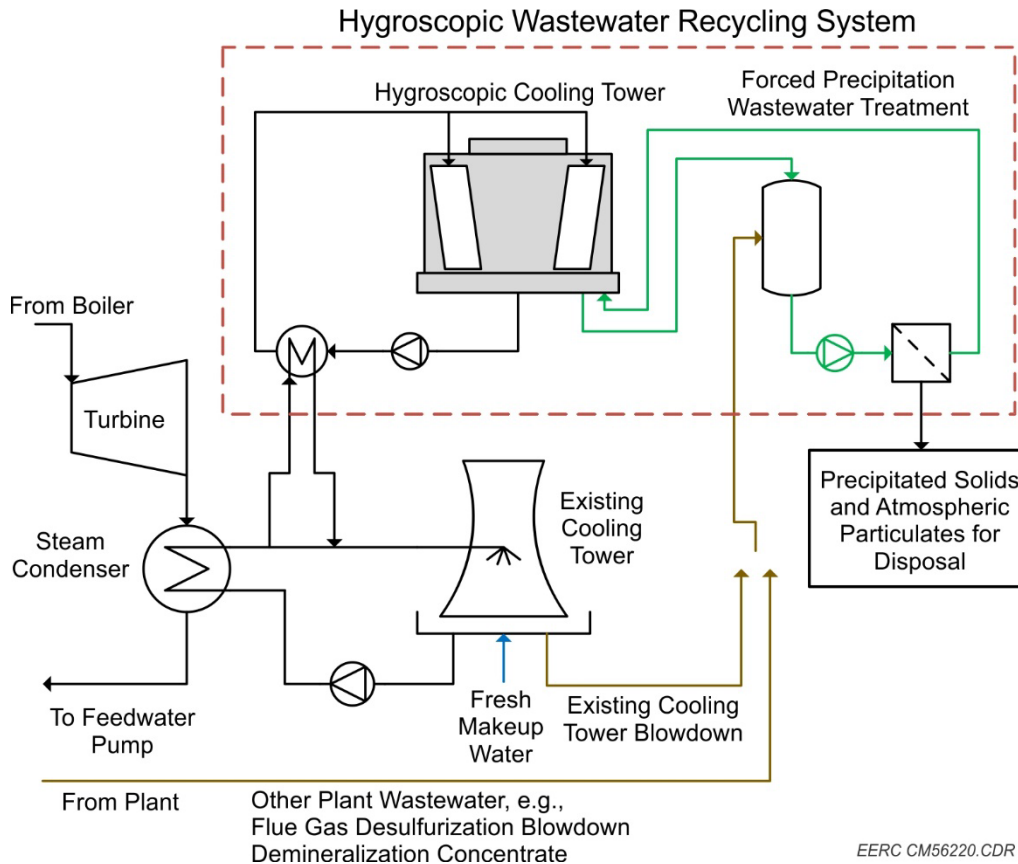 Hygroscopic Wastewater Recycling System
Hygroscopic Cooling Tower
Forced Precipitation
Wastewater Treatment
From Boiler
Turbine
Steam
Condenser
Existing
Cooling
Tower
Precipitated Solids
and Atmospheric
Particulates for
Disposal
To Feedwater
Pump
Fresh
Makeup
Water
Existing Cooling
Tower Blowdown
From Plant
Other Plant Wastewater, e.g.,
Flue Gas Desulfurization Blowdown
Demineralization Concentrate
EERC CM56220.CDR